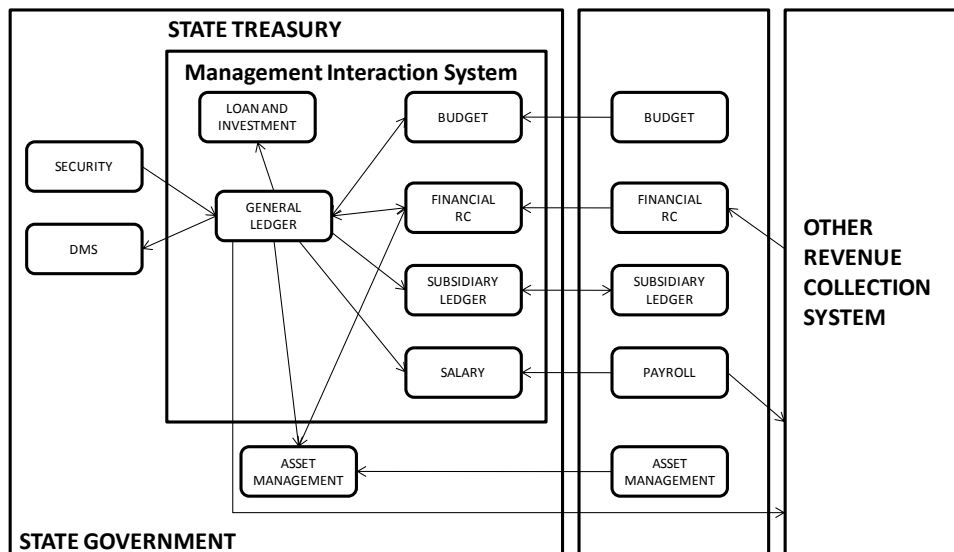 STATE TREASURY
Management Interaction System
LOAN AND
INVESTMENT
BUDGET
BUDGET
SECURITY
GENERAL
LEDGER
FINANCIAL
RC
FINANCIAL
RC
DMS
OTHER
REVENUE
COLLECTION
SYSTEM
SUBSIDIARY
LEDGER
SUBSIDIARY
LEDGER
SALARY
PAYROLL
ASSET
MANAGEMENT
ASSET
MANAGEMENT
STATE GOVERNMENT